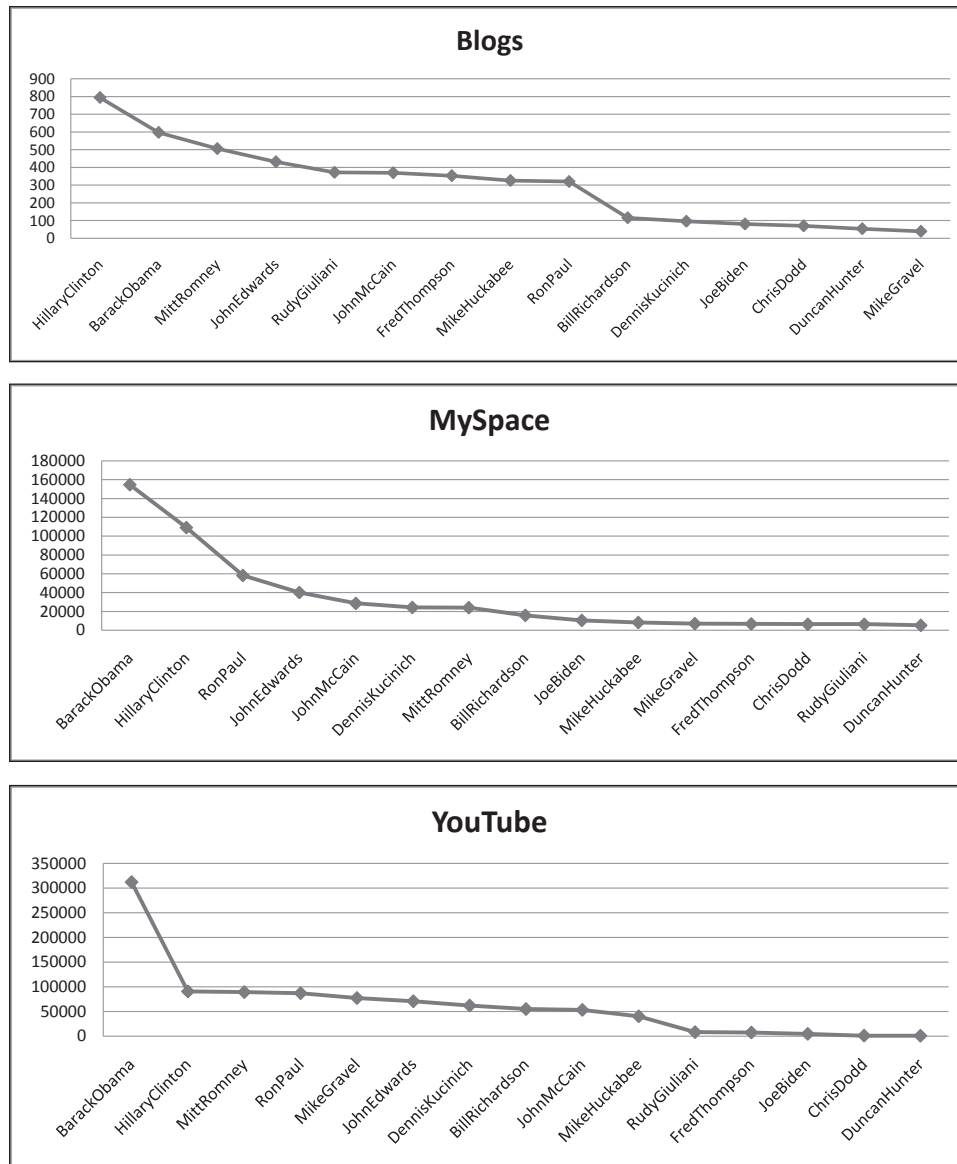 Blogs
900
800
700
600
500
400
300
200
100
0
HillaryClinton
BarackObama
MittRomney
JohnEdwards
RudyGiuliani
JohnMcCain
FredThompson
MikeHuckabee
RonPaul
BillRichardson
DennisKucinich
JoeBiden
ChrisDodd
DuncanHunter
MikeGravel
MySpace
180000
160000
140000
120000
100000
80000
60000
40000
20000
0
BarackObama
HillaryClinton
RonPaul
JohnEdwards
JohnMcCain
DennisKucinich
MittRomney
BillRichardson
JoeBiden
MikeHuckabee
MikeGravel
FredThompson
ChrisDodd
RudyGiuliani
DuncanHunter
YouTube
350000
300000
250000
200000
150000
100000
50000
0
BarackObama
HillaryClinton
MittRomney
RonPaul
MikeGravel
JohnEdwards
DennisKucinich
BillRichardson
JohnMcCain
MikeHuckabee
RudyGiuliani
FredThompson
JoeBiden
ChrisDodd
DuncanHunter